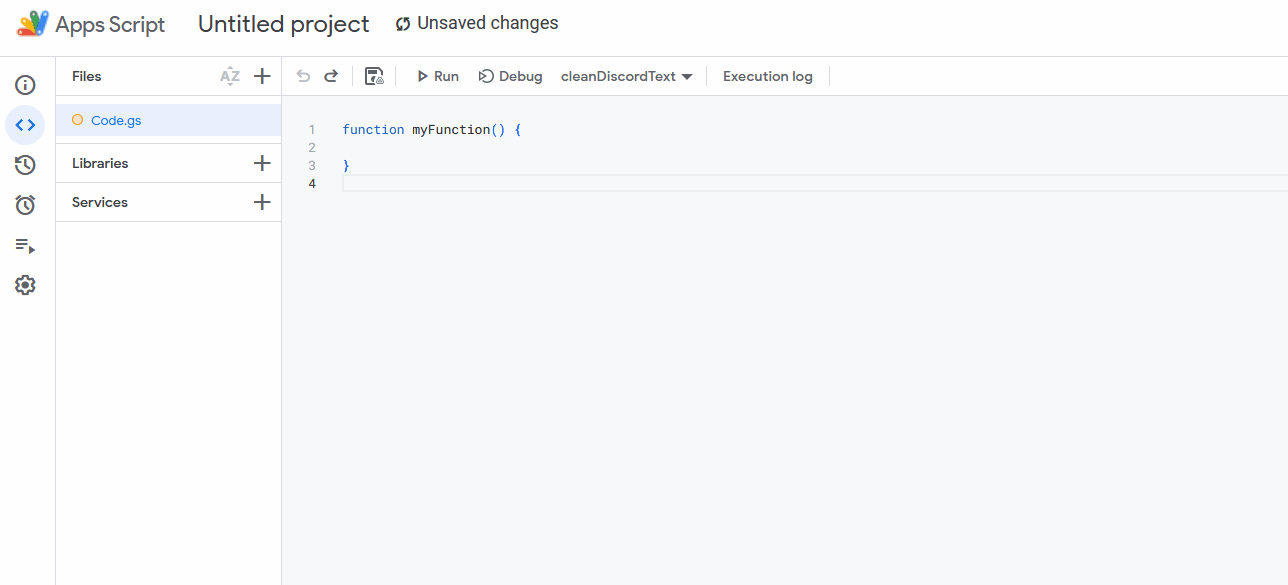 Apps Script Untitled project Unsaved changes
Files AZ
Run Debug cleanDiscordText Execution log
Code.gs
Libraries
Services
1 function myFunction() {
2
3 }
4